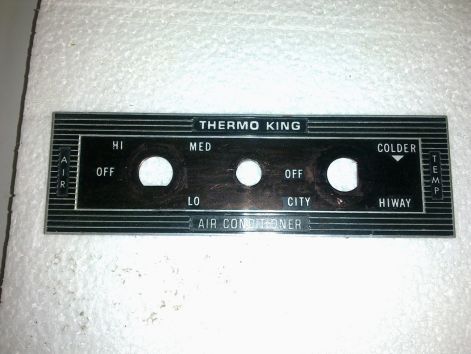 THERMO KING
HI MED COLDER
AIR OFF OFF TEMP
LO CITY HIWAY
AIR CONDITIONER